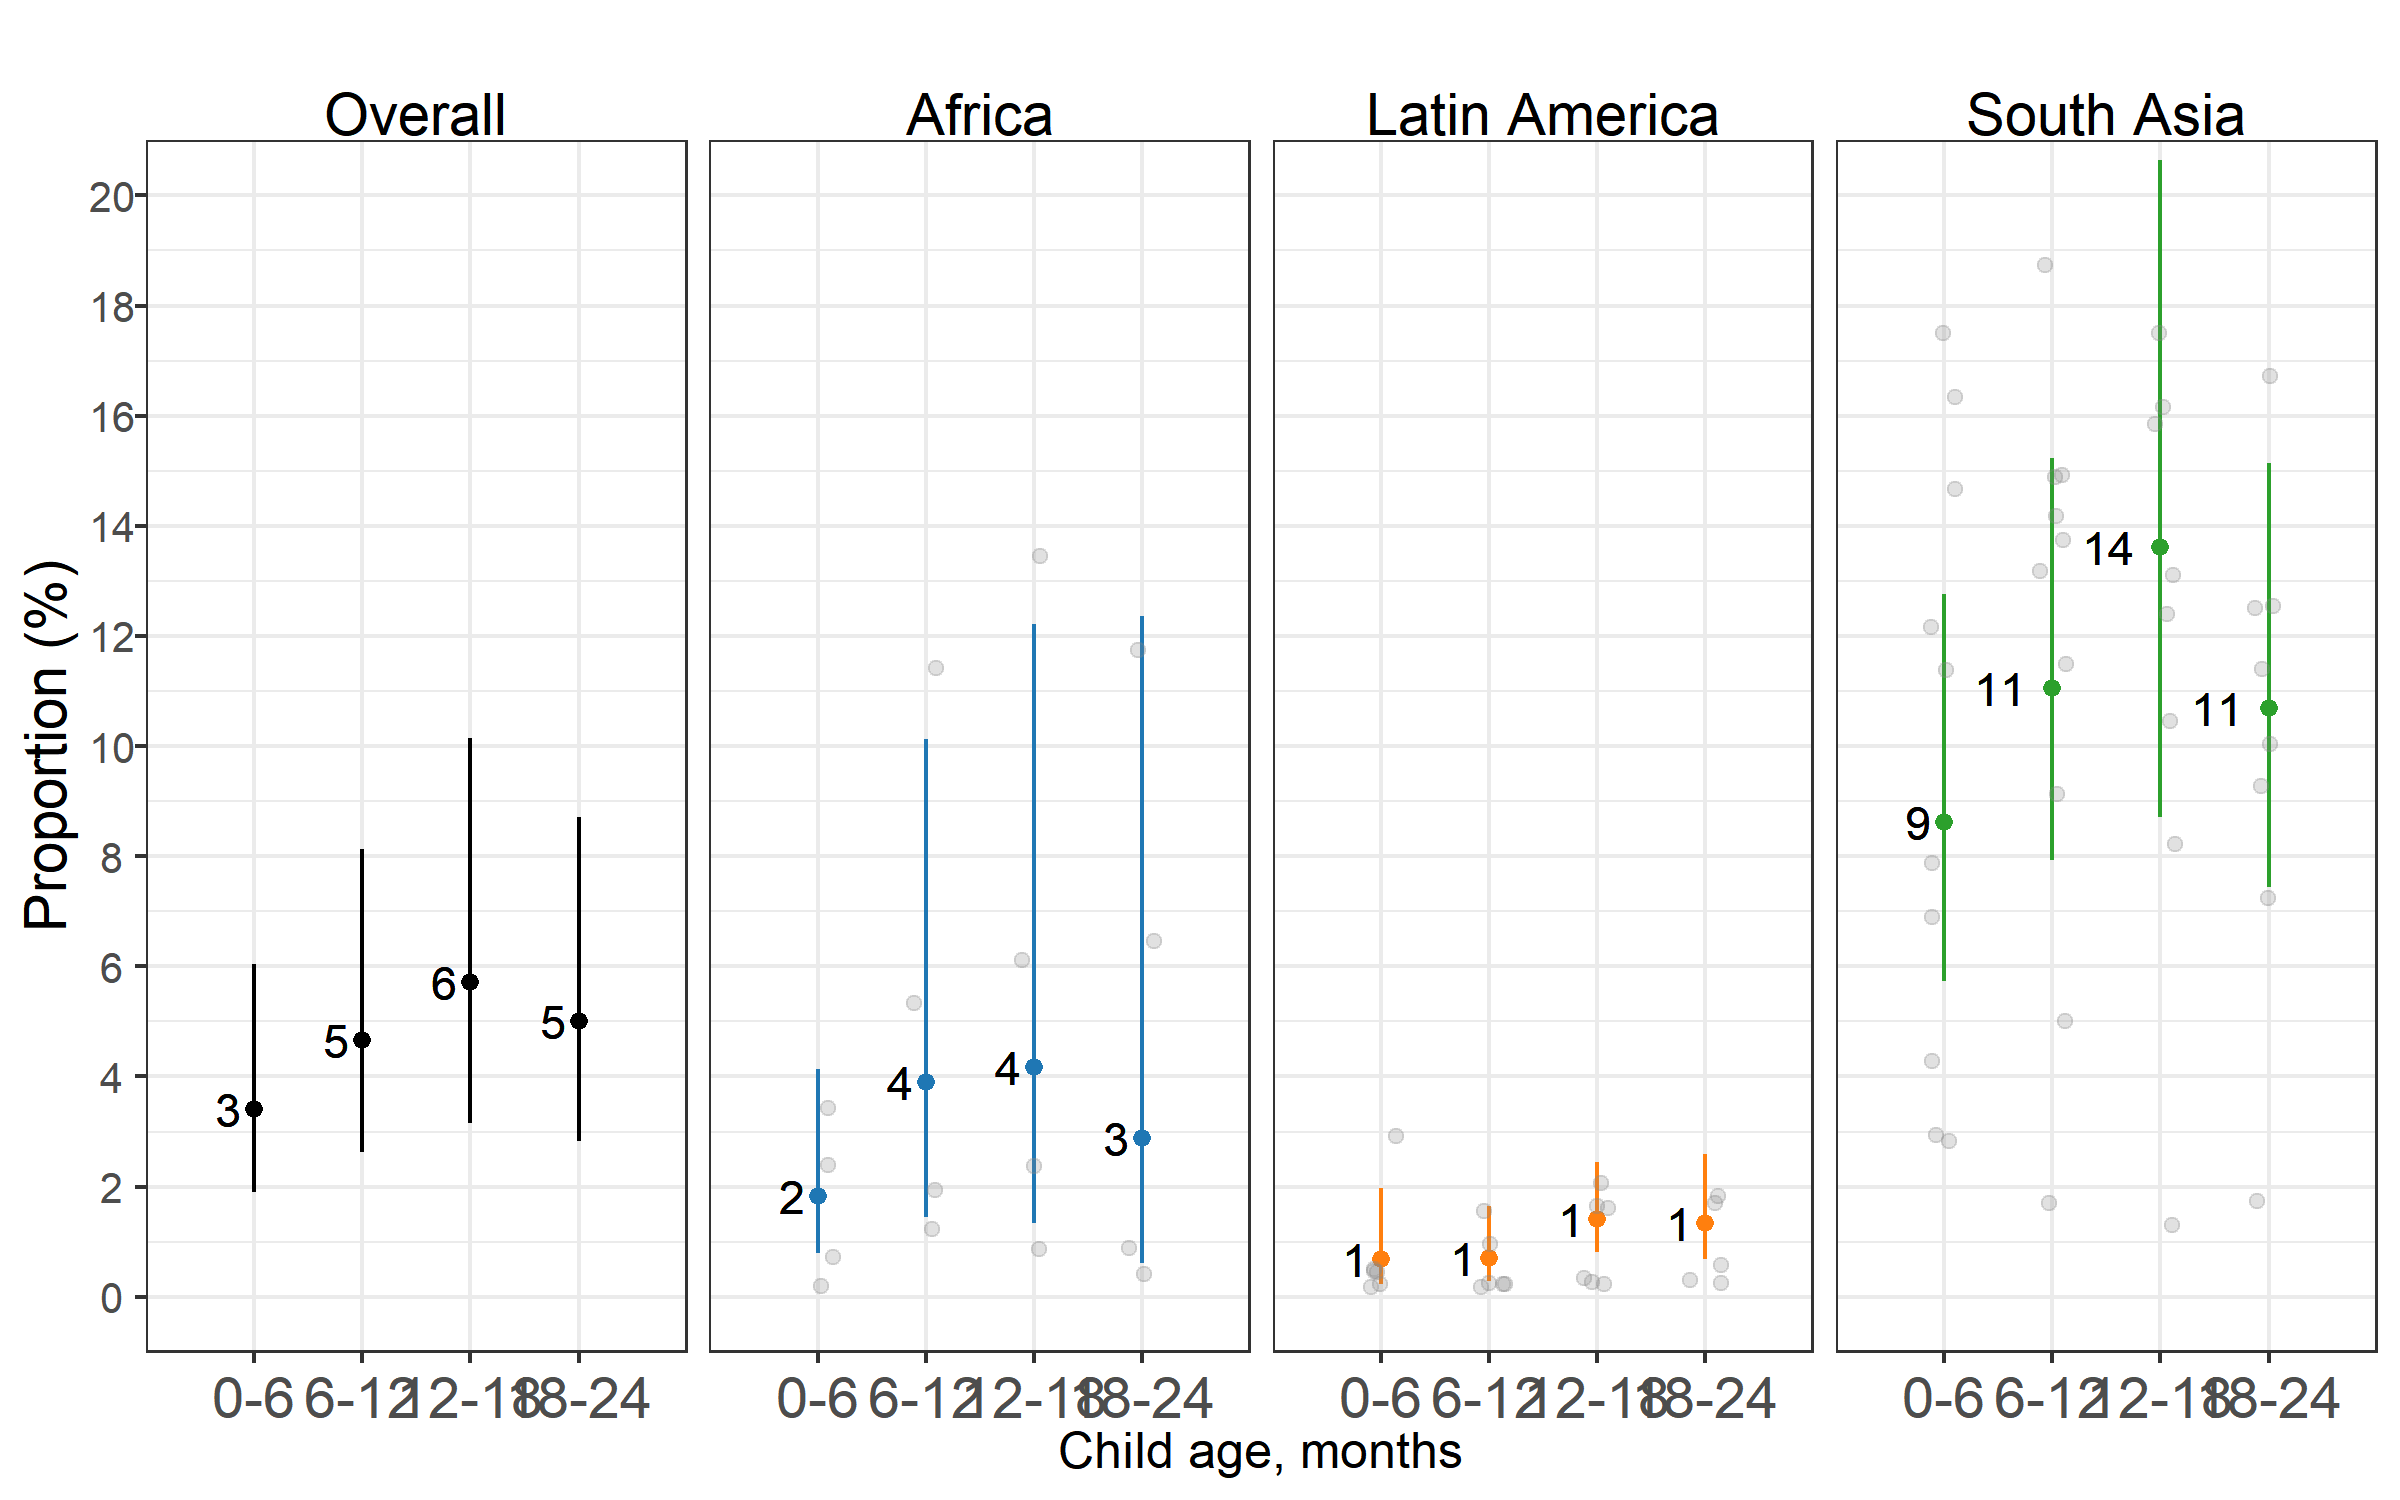 Overall Africa Latin America South Asia
Proportion (%)
20
18
16
14
12
10
8
6
4
2
0
3 5 6 5
2 4 4 3
1 1 1 1
9 11 14 11
0-6 6-12 12-18 18-24 0-6 6-12 12-18 18-24 0-6 6-12 12-18 18-24 0-6 6-12 12-18 18-24
Child age, months